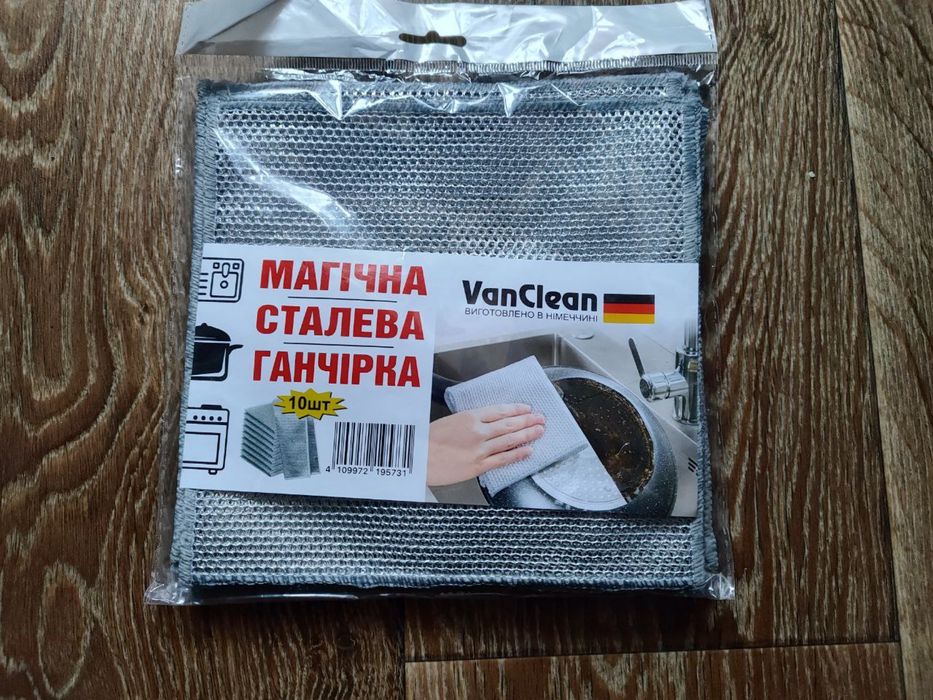 МАГІЧНА
СТАЛЕВА
ГАНЧІРКА
10шт
4 109972 195731
VanClean
ВИГОТОВЛЕНО В НІМЕЧЧИНІ